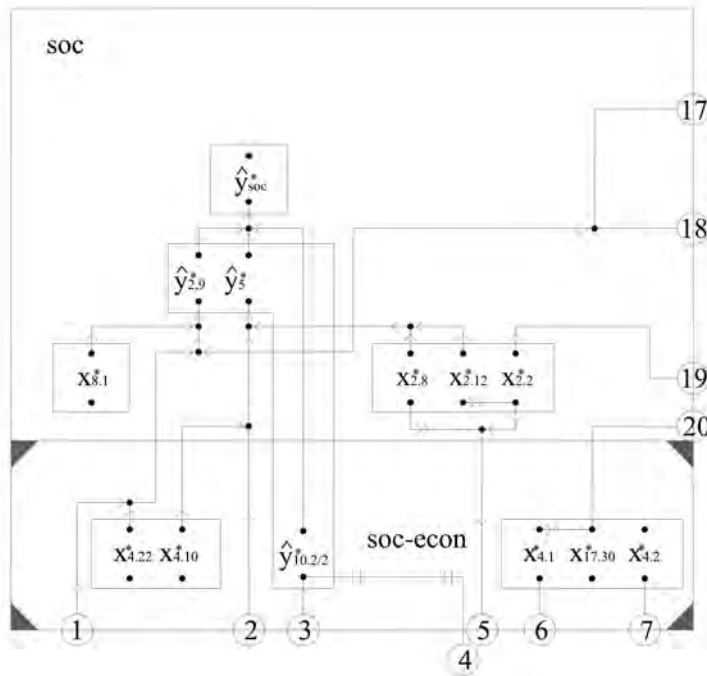 soc
17
ŷ*soc
18
ŷ*2,9 ŷ*5
x*8.1 x*2.8 x*2.12 x*2.2
19
20
x*4.22 x*4.10 ŷ*10.2/2 soc-econ x*4.1 x*17.30 x*4.2
1 2 3 4 5 6 7